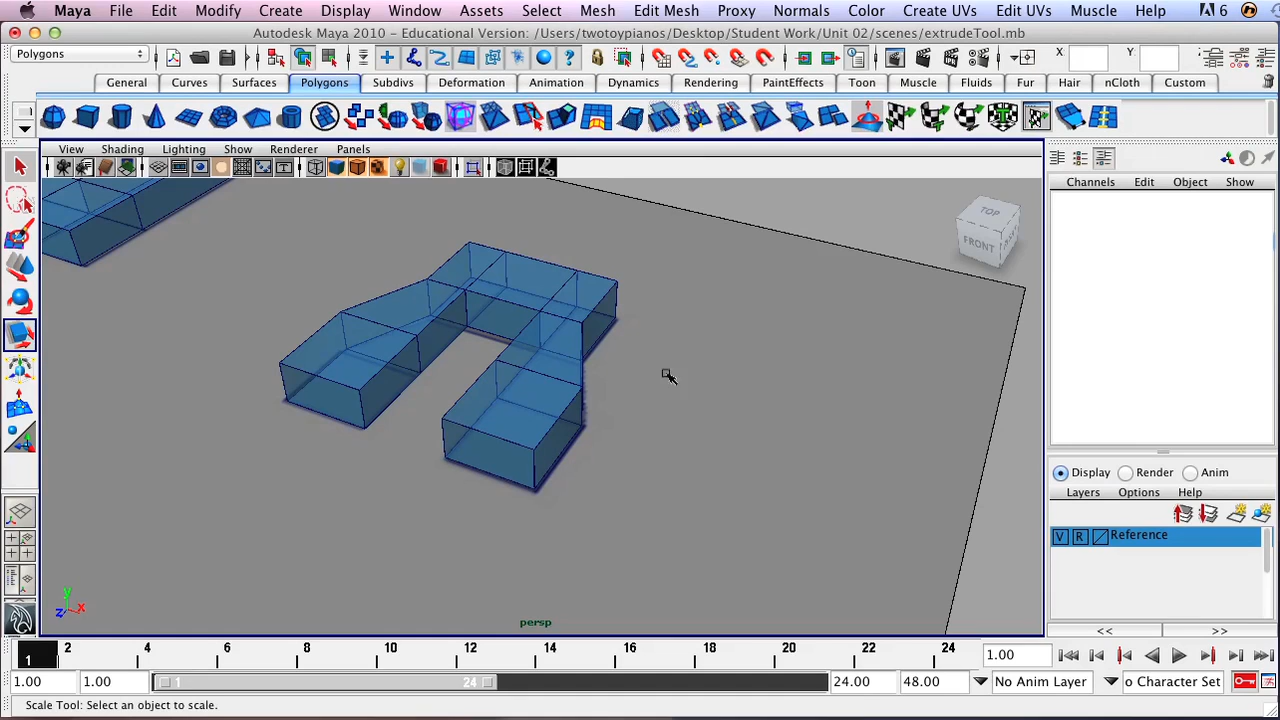 Maya File Edit Modify Create Display Window Assets Select Mesh Edit Mesh Proxy Normals Color Create UVs Edit UVs Muscle Help 6
Autodesk Maya 2010 - Educational Version: /Users/twotoypianos/Desktop/Student Work/Unit 02/scenes/extrudeTool.mb
Polygons X: Y:
General Curves Surfaces Polygons Subdivs Deformation Animation Dynamics Rendering PaintEffects Toon Muscle Fluids Fur Hair nCloth Custom
View Shading Lighting Show Renderer Panels
Channels Edit Object Show
TOP
FRONT
Display Render Anim
Layers Options Help
V R Reference
y
z x
persp
<< >>
1 2 4 6 8 10 12 14 16 18 20 22 24 1.00
1.00 1.00 1 24 24.00 48.00 No Anim Layer o Character Set
Scale Tool: Select an object to scale.